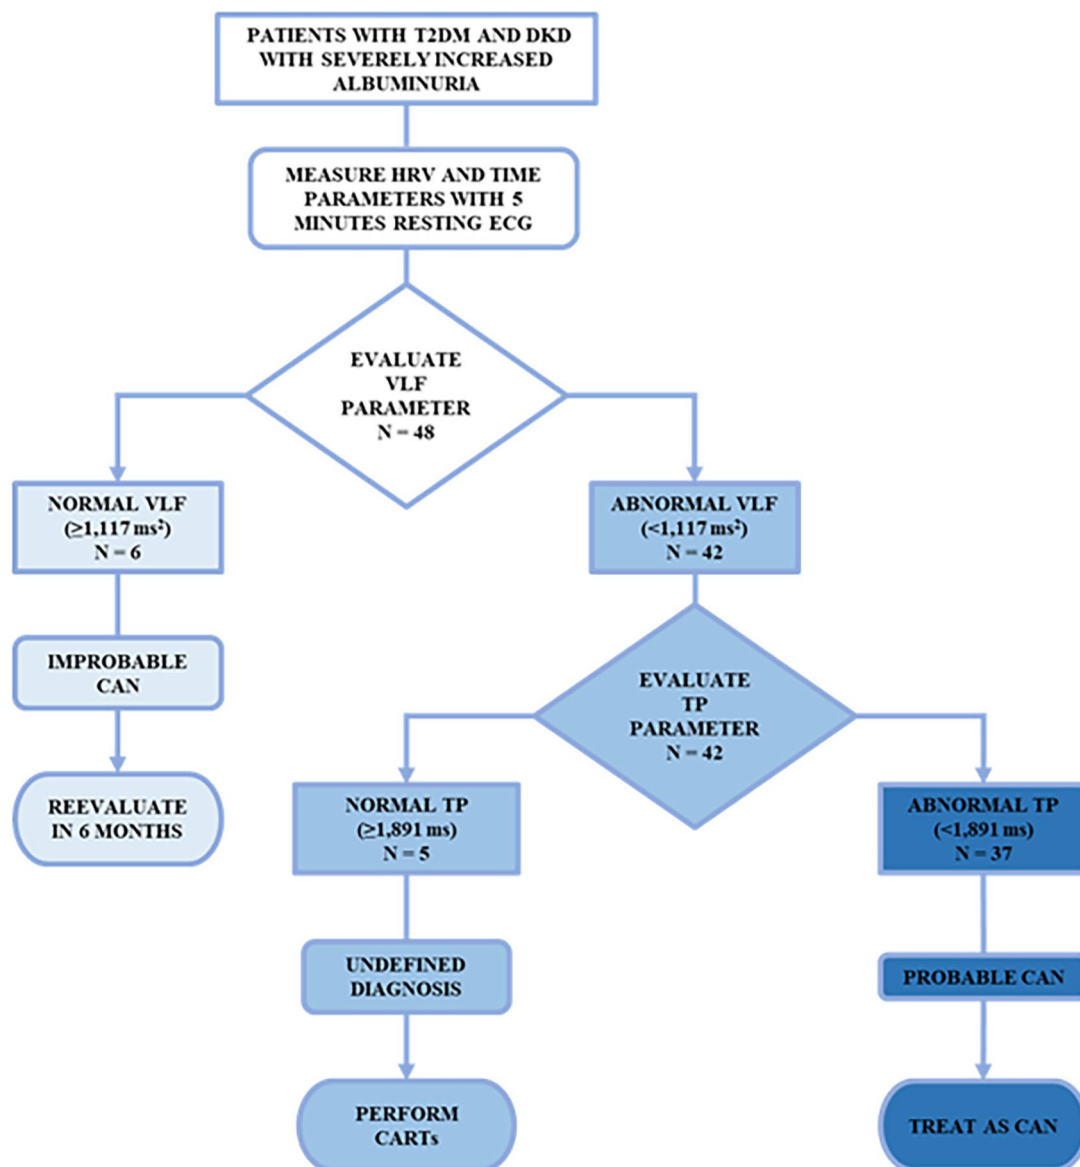 PATIENTS WITH T2DM AND DKD
WITH SEVERELY INCREASED
ALBUMINURIA
MEASURE HRV AND TIME
PARAMETERS WITH 5
MINUTES RESTING ECG
EVALUATE
VLF
PARAMETER
N = 48
NORMAL VLF
(≥1,117 ms²)
N = 6
IMPROBABLE
CAN
REEVALUATE
IN 6 MONTHS
ABNORMAL VLF
(<1,117 ms²)
N = 42
EVALUATE
TP
PARAMETER
N = 42
NORMAL TP
(≥1,891 ms)
N = 5
UNDEFINED
DIAGNOSIS
PERFORM
CARTs
ABNORMAL TP
(<1,891 ms)
N = 37
PROBABLE CAN
TREAT AS CAN